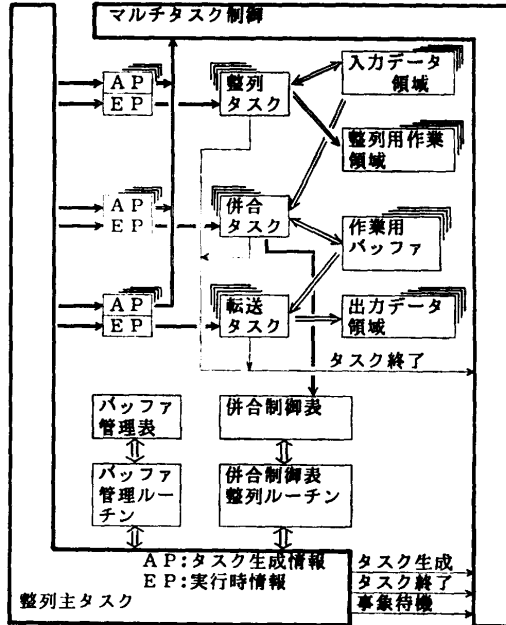 マルチタスク制御
AP
EP
整列
タスク
入力データ
領域
整列用作業
領域
AP
EP
併合
タスク
作業用
バッファ
AP
EP
転送
タスク
出力データ
領域
タスク終了
バッファ
管理表
併合制御表
バッファ
管理ルー
チン
併合制御表
整列ルーチン
AP:タスク生成情報
EP:実行時情報
整列主タスク
タスク生成
タスク終了
事象待機